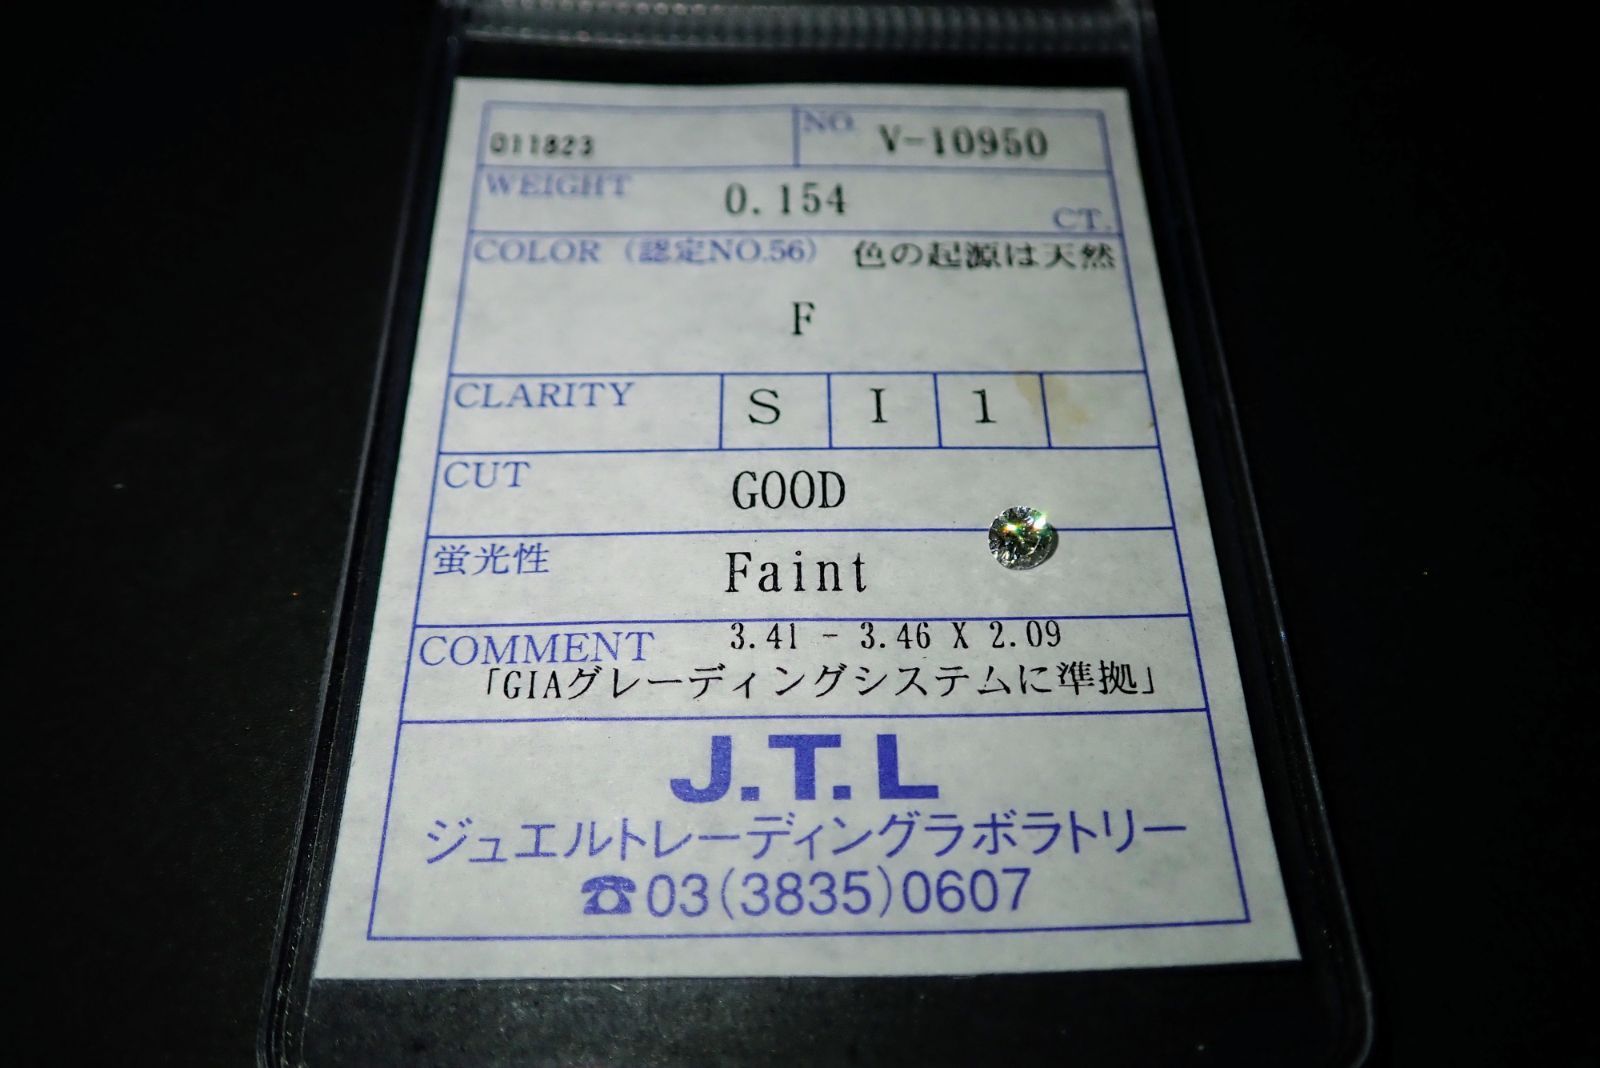 011823
NO. V-10950
WEIGHT 0.154 CT.
COLOR (認定NO.56) 色の起源は天然
F
CLARITY S I 1
CUT GOOD
蛍光性 Faint
COMMENT 3.41 - 3.46 X 2.09
「GIAグレーディングシステムに準拠」
J.T.L
ジュエルトレーディングラボラトリー
☎03(3835)0607